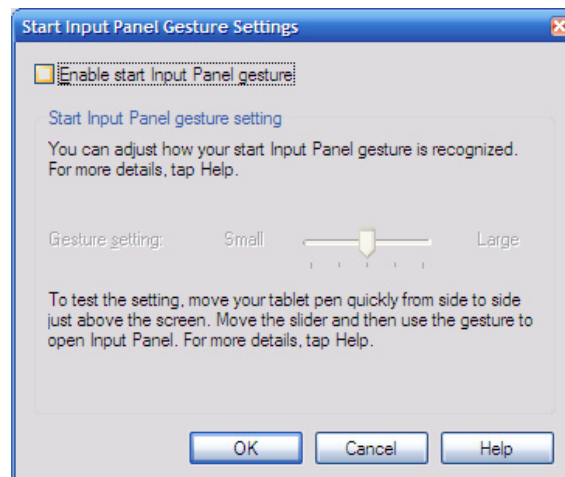 Start Input Panel Gesture Settings
Enable start Input Panel gesture
Start Input Panel gesture setting
You can adjust how your start Input Panel gesture is recognized.
For more details, tap Help.
Gesture setting: Small Large
To test the setting, move your tablet pen quickly from side to side
just above the screen. Move the slider and then use the gesture to
open Input Panel. For more details, tap Help.
OK Cancel Help